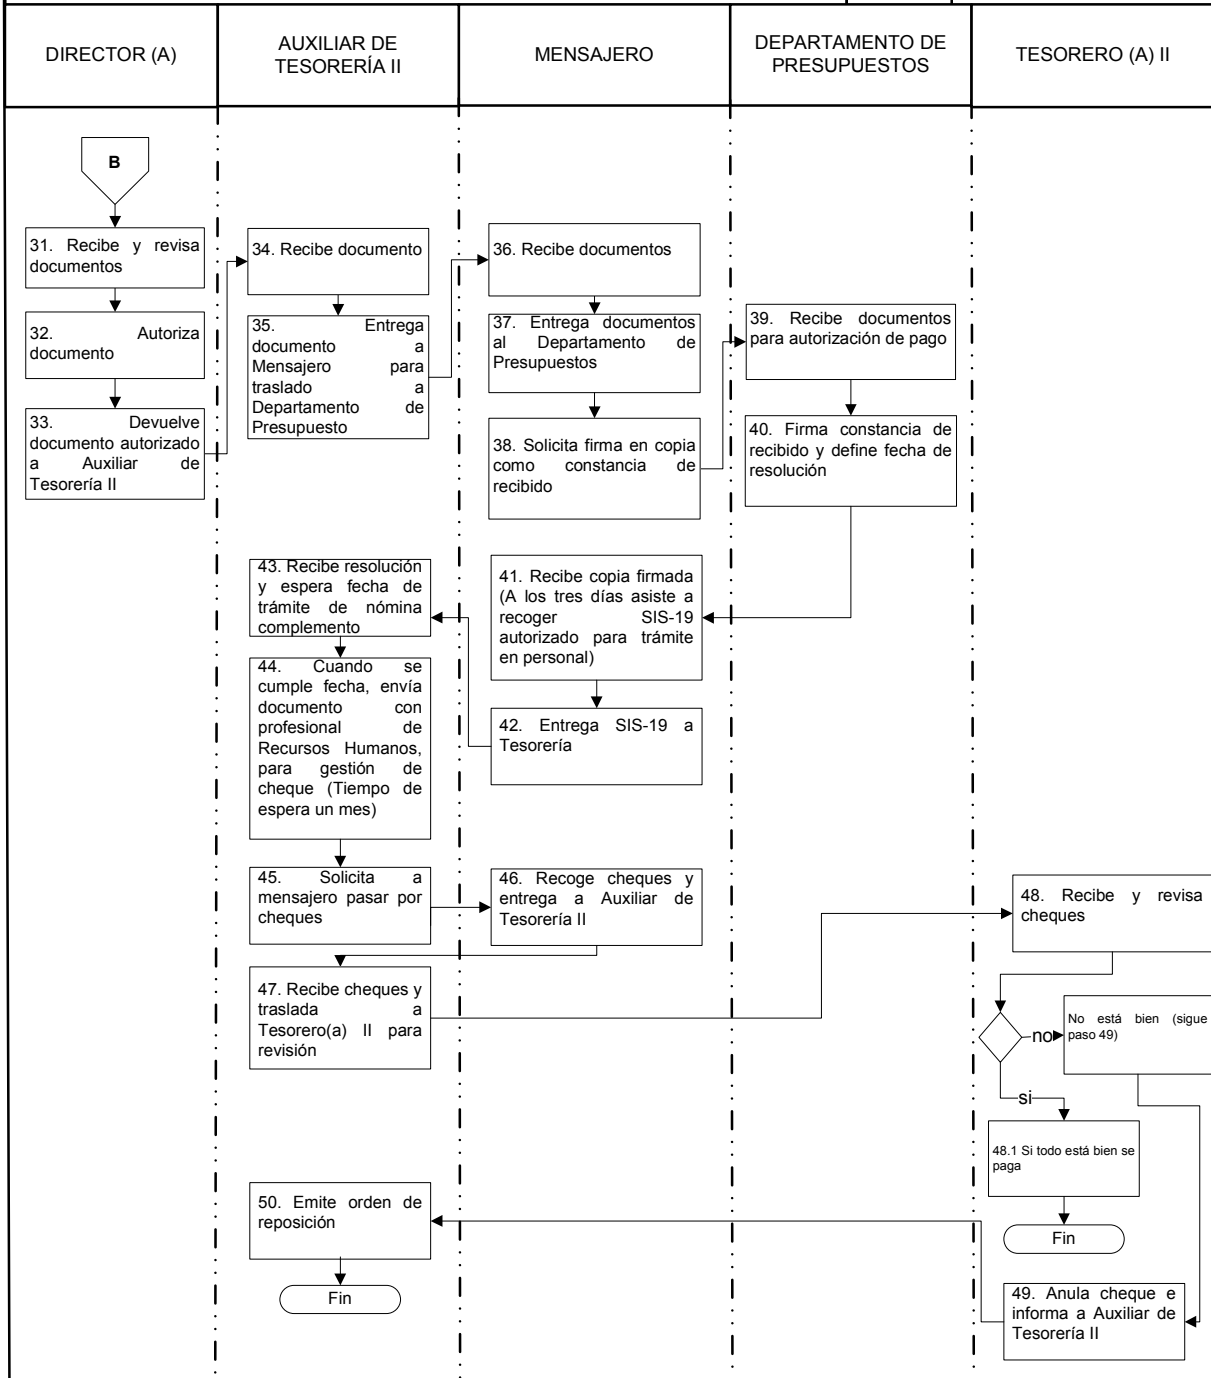 DIRECTOR (A)
AUXILIAR DE
TESORERÍA II
MENSAJERO
DEPARTAMENTO DE
PRESUPUESTOS
TESORERO (A) II
B
31. Recibe y revisa
documentos
32. Autoriza
documento
33. Devuelve
documento autorizado
a Auxiliar de
Tesorería II
34. Recibe documento
35. Entrega
documento a
Mensajero para
traslado a
Departamento de
Presupuesto
36. Recibe documentos
37. Entrega documentos
al Departamento de
Presupuestos
38. Solicita firma en copia
como constancia de
recibido
39. Recibe documentos
para autorización de pago
40. Firma constancia de
recibido y define fecha de
resolución
41. Recibe copia firmada
(A los tres días asiste a
recoger SIS-19
autorizado para trámite
en personal)
42. Entrega SIS-19 a
Tesorería
43. Recibe resolución
y espera fecha de
trámite de nómina
complemento
44. Cuando se
cumple fecha, envía
documento con
profesional de
Recursos Humanos,
para gestión de
cheque (Tiempo de
espera un mes)
45. Solicita a
mensajero pasar por
cheques
46. Recoge cheques y
entrega a Auxiliar de
Tesorería II
47. Recibe cheques y
traslada a
Tesorero(a) II para
revisión
48. Recibe y revisa
cheques
no
No está bien (sigue
paso 49)
si
48.1 Si todo está bien se
paga
Fin
49. Anula cheque e
informa a Auxiliar de
Tesorería II
50. Emite orden de
reposición
Fin